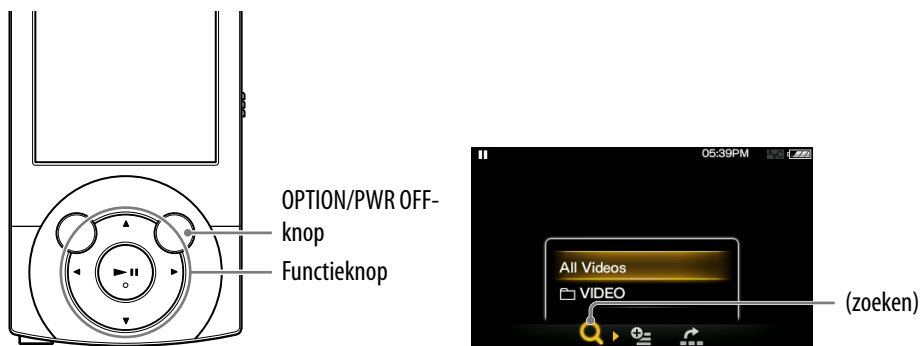 OPTION/PWR OFF-
knop
Functieknop
05:39PM
All Videos
VIDEO
(zoeken)